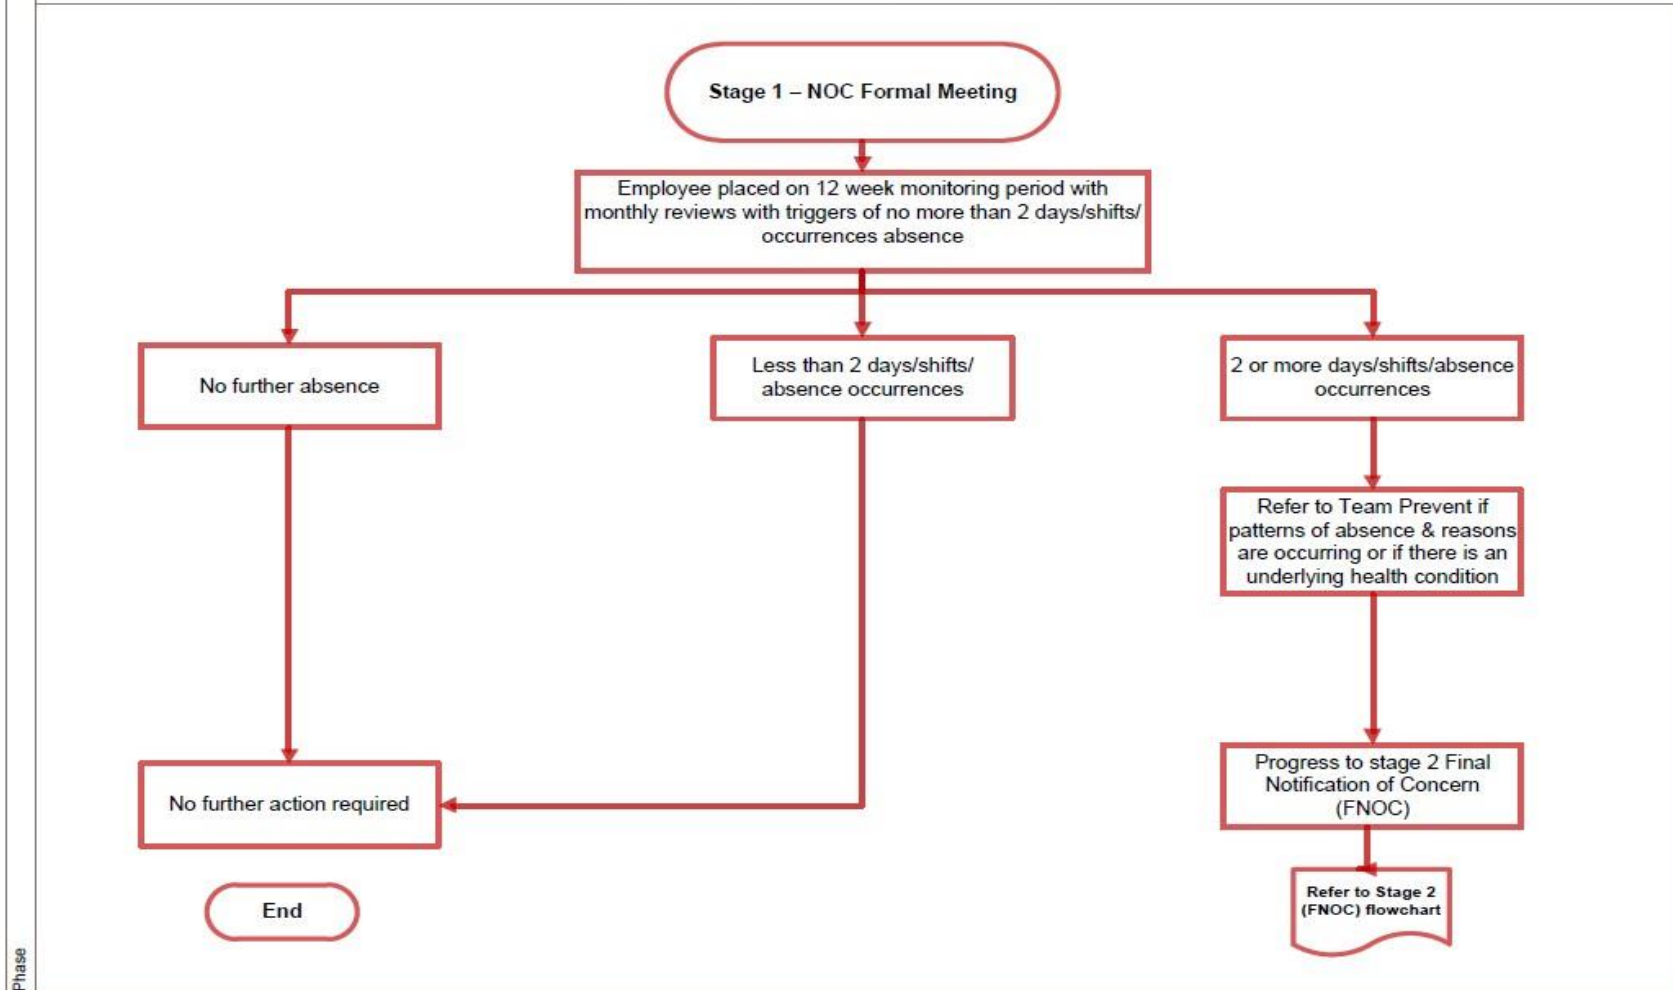 Stage 1 – NOC Formal Meeting
Employee placed on 12 week monitoring period with
monthly reviews with triggers of no more than 2 days/shifts/
occurrences absence
No further absence
Less than 2 days/shifts/
absence occurrences
2 or more days/shifts/absence
occurrences
Refer to Team Prevent if
patterns of absence & reasons
are occurring or if there is an
underlying health condition
No further action required
Progress to stage 2 Final
Notification of Concern
(FNOC)
End
Refer to Stage 2
(FNOC) flowchart
Phase